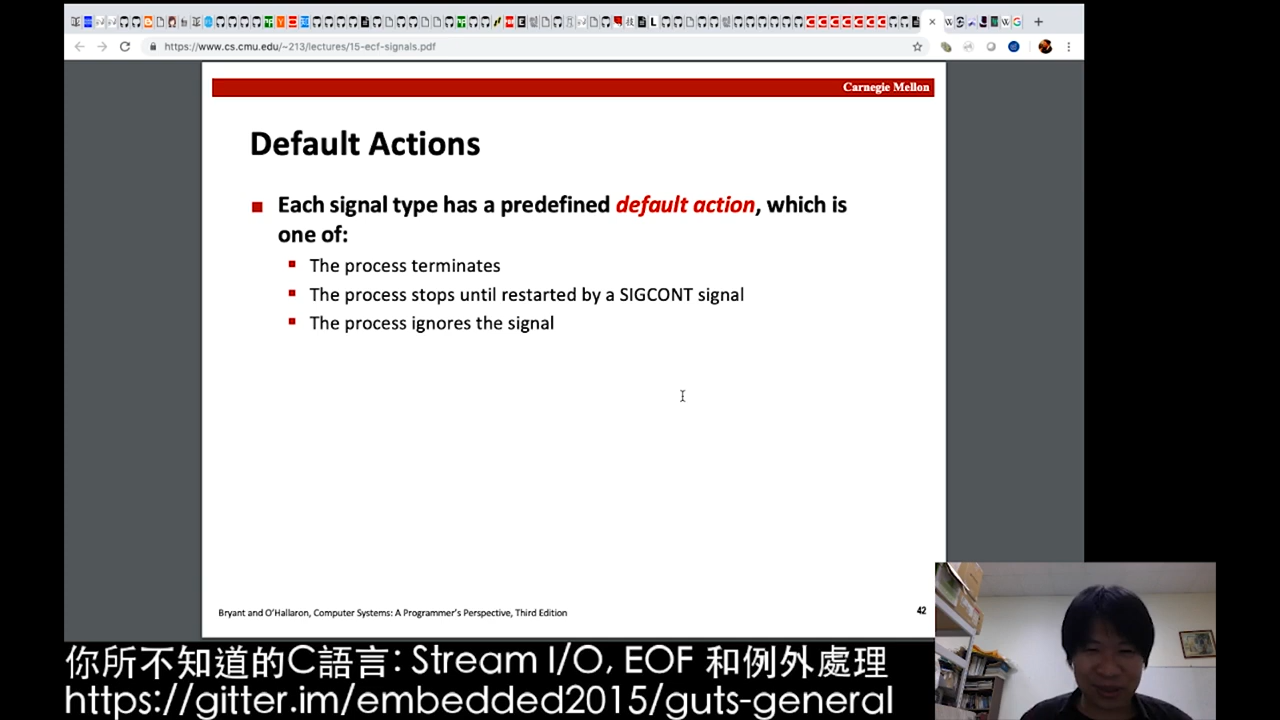 https://www.cs.cmu.edu/~213/lectures/15-ecf-signals.pdf
Carnegie Mellon
Default Actions
Each signal type has a predefined default action, which is
one of:
The process terminates
The process stops until restarted by a SIGCONT signal
The process ignores the signal
Bryant and O'Hallaron, Computer Systems: A Programmer's Perspective, Third Edition
42
你所不知道的C語言: Stream I/O, EOF 和例外處理
https://gitter.im/embedded2015/guts-general